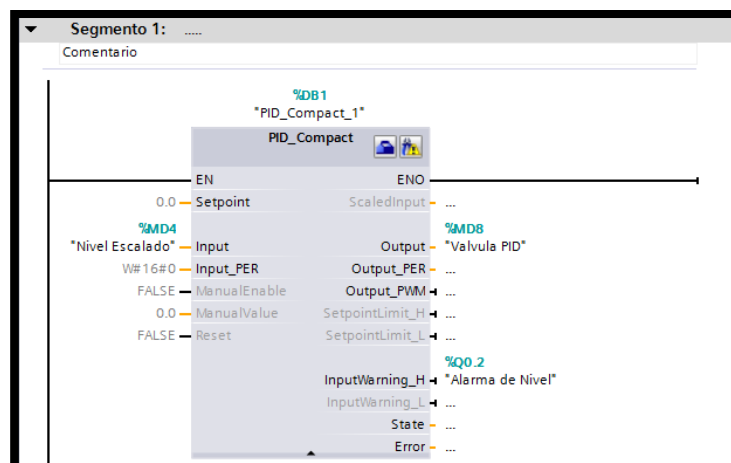 Segmento 1: .....
Comentario
%DB1
"PID_Compact_1"
PID_Compact
EN ENO
0.0 Setpoint ScaledInput ...
%MD4 %MD8
"Nivel Escalado" Input Output "Valvula PID"
W#16#0 Input_PER Output_PER ...
FALSE ManualEnable Output_PWM ...
0.0 ManualValue SetpointLimit_H ...
FALSE Reset SetpointLimit_L ...
%Q0.2
InputWarning_H "Alarma de Nivel"
InputWarning_L ...
State ...
Error ...